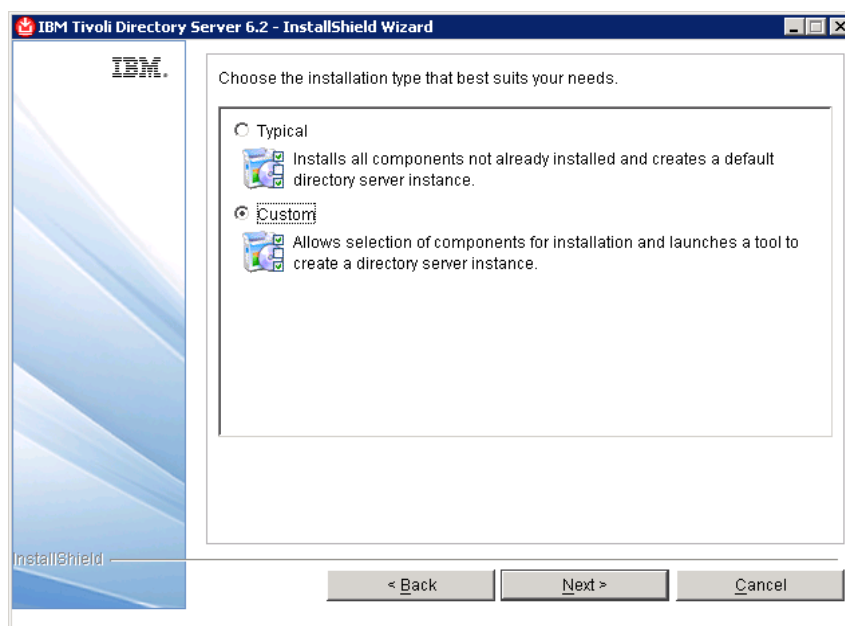 IBM Tivoli Directory Server 6.2 - InstallShield Wizard
IBM.
Choose the installation type that best suits your needs.
Typical
Installs all components not already installed and creates a default
directory server instance.
Custom
Allows selection of components for installation and launches a tool to
create a directory server instance.
InstallShield
< Back
Next >
Cancel